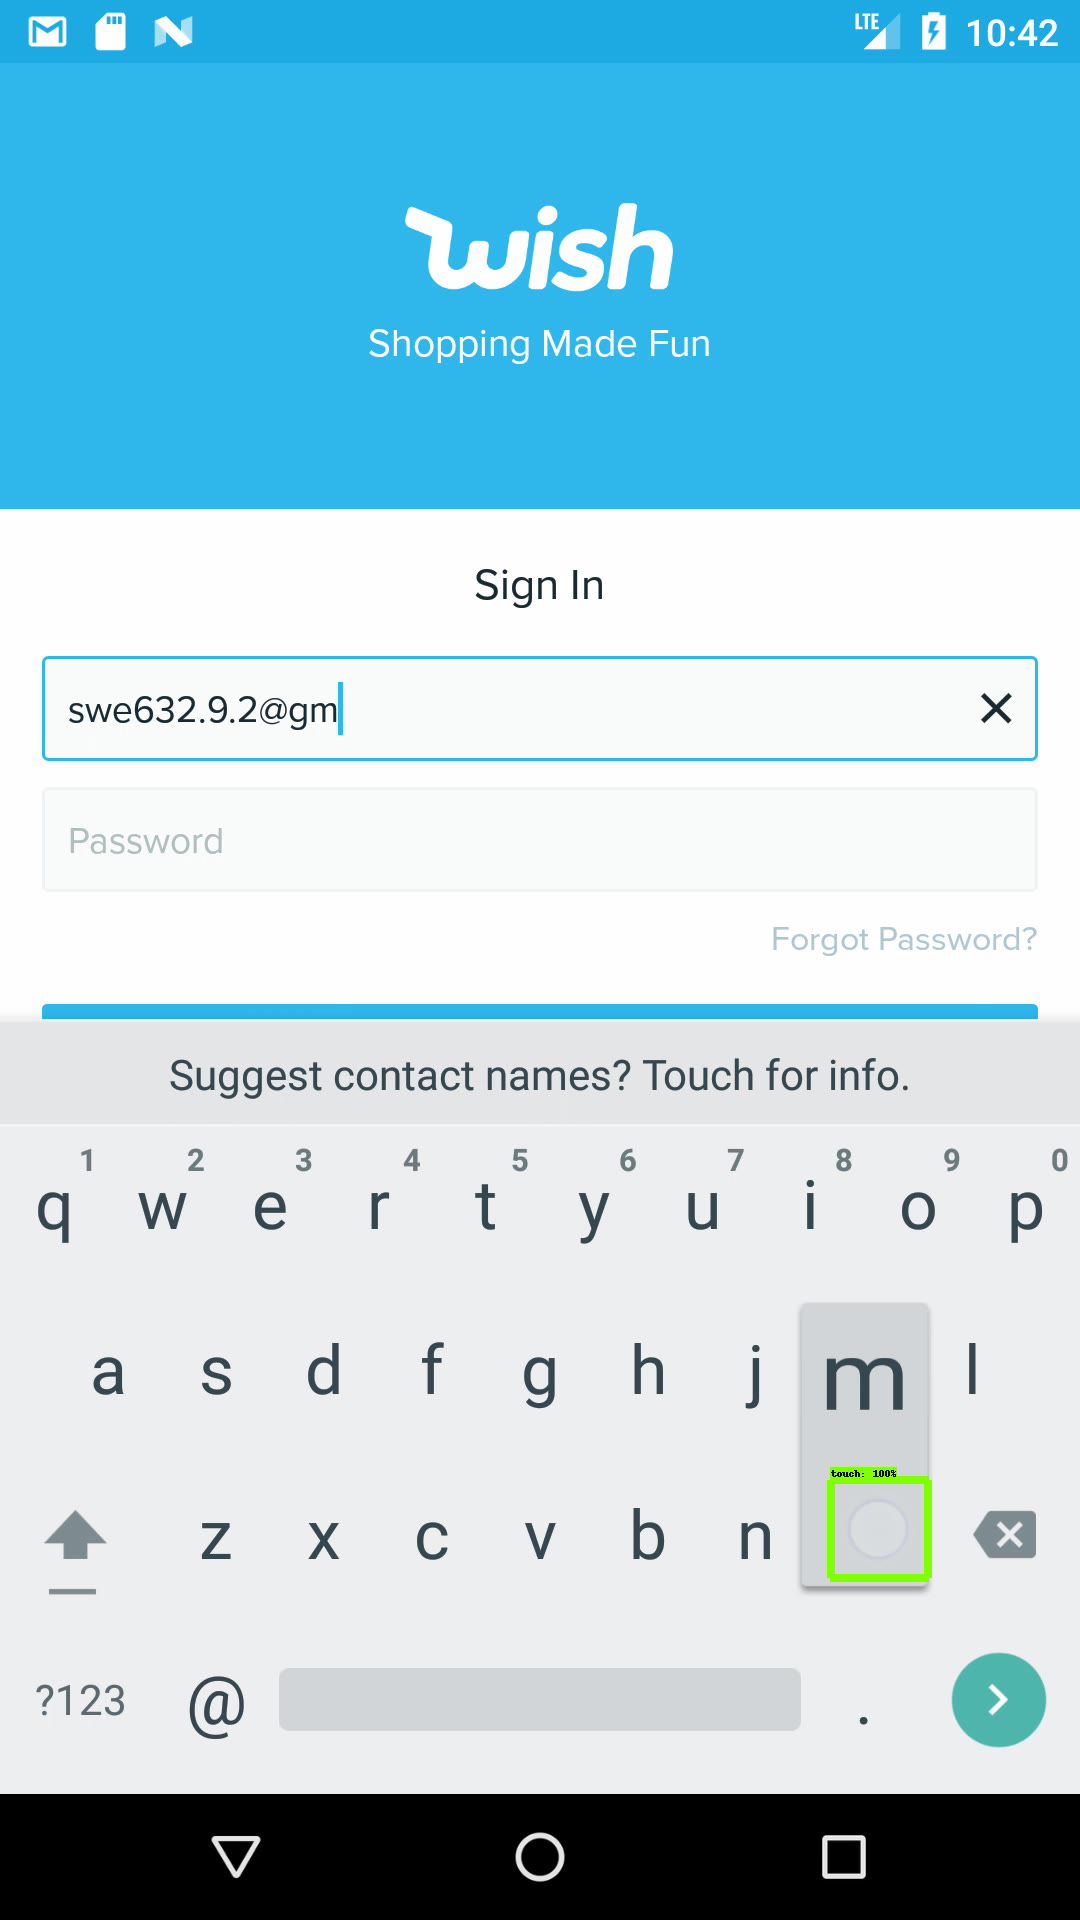 LTE 10:42
wish
Shopping Made Fun
Sign In
swe632.9.2@gm
Password
Forgot Password?
Suggest contact names? Touch for info.
1 2 3 4 5 6 7 8 9 0
q w e r t y u i o p
a s d f g h j m l
touch: 100%
z x c v b n
?123 @ .